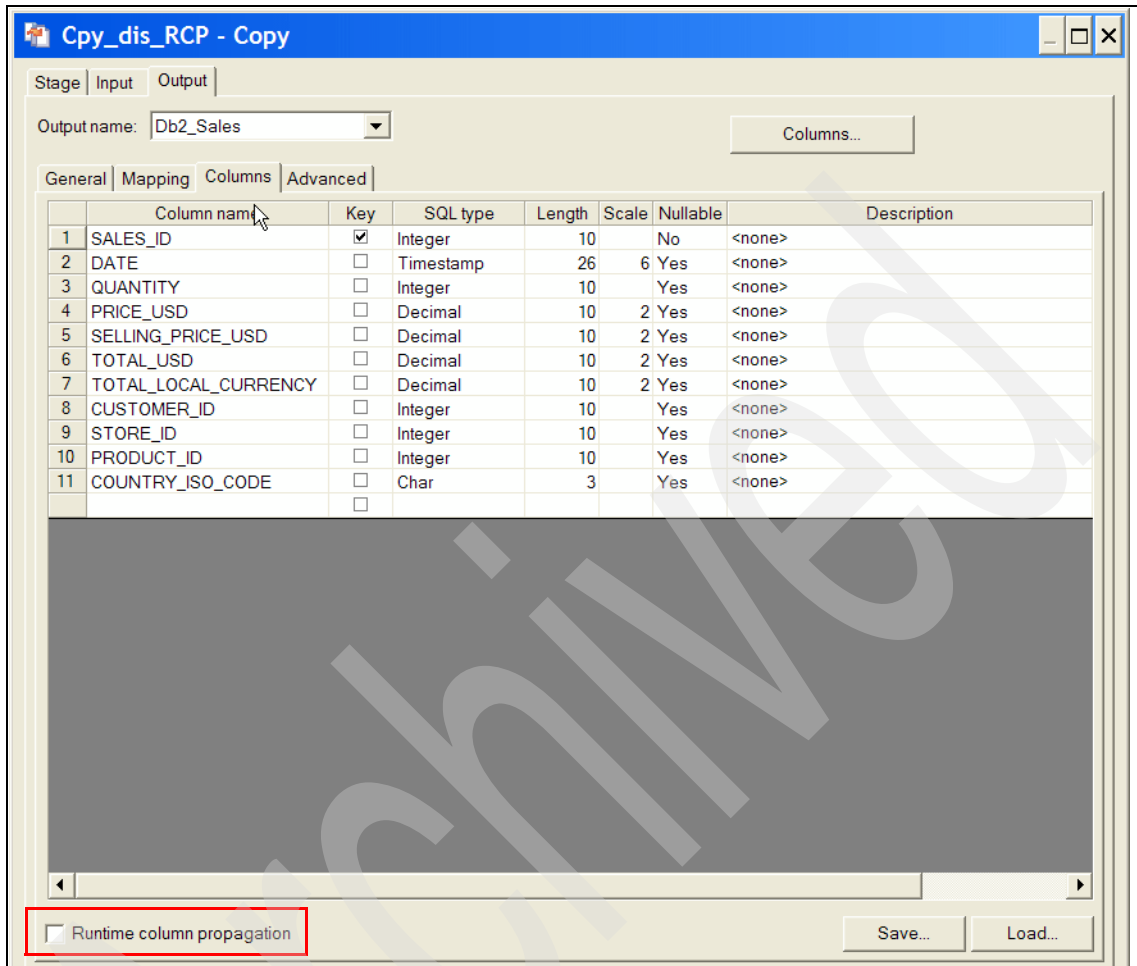 Cpy_dis_RCP - Copy
Stage Input Output
Output name: Db2_Sales Columns...
General Mapping Columns Advanced
Column name Key SQL type Length Scale Nullable Description
1 SALES_ID Integer 10 No <none>
2 DATE Timestamp 26 6 Yes <none>
3 QUANTITY Integer 10 Yes <none>
4 PRICE_USD Decimal 10 2 Yes <none>
5 SELLING_PRICE_USD Decimal 10 2 Yes <none>
6 TOTAL_USD Decimal 10 2 Yes <none>
7 TOTAL_LOCAL_CURRENCY Decimal 10 2 Yes <none>
8 CUSTOMER_ID Integer 10 Yes <none>
9 STORE_ID Integer 10 Yes <none>
10 PRODUCT_ID Integer 10 Yes <none>
11 COUNTRY_ISO_CODE Char 3 Yes <none>
Runtime column propagation Save... Load...
chived